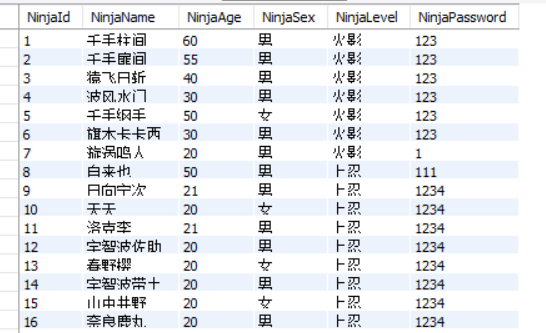 NinjaId NinjaName NinjaAge NinjaSex NinjaLevel NinjaPassword
1 千手柱间 60 男 火影 123
2 千手扉间 55 男 火影 123
3 猿飞日斩 40 男 火影 123
4 波风水门 30 男 火影 123
5 千手纲手 50 女 火影 123
6 旗木卡卡西 30 男 火影 123
7 漩涡鸣人 20 男 火影 1
8 自来也 50 男 上忍 111
9 日向宁次 21 男 上忍 1234
10 天天 20 女 上忍 1234
11 洛克李 21 男 上忍 1234
12 宇智波佐助 20 男 上忍 1234
13 春野樱 20 女 上忍 1234
14 宇智波带土 20 男 上忍 1234
15 山中井野 20 女 上忍 1234
16 奈良鹿丸 20 男 上忍 1234